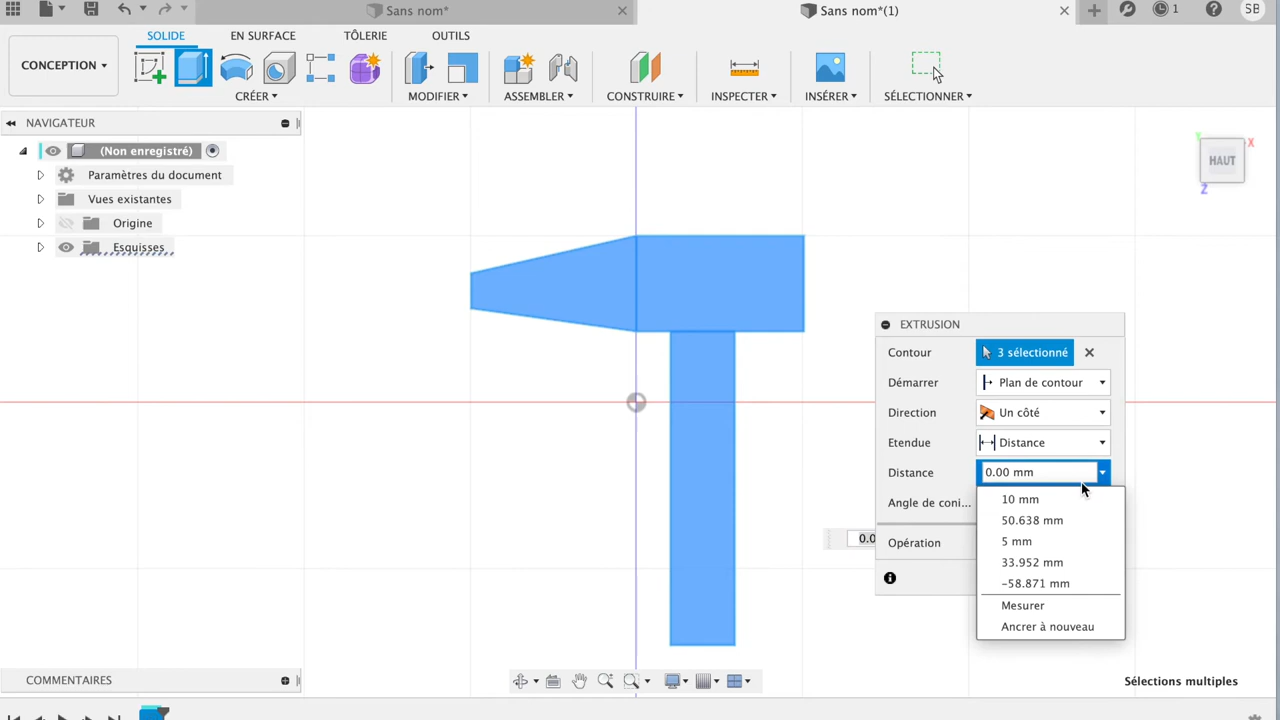 Sans nom*
Sans nom*(1)
1
SB
CONCEPTION
SOLIDE
EN SURFACE
TÔLERIE
OUTILS
CRÉER
MODIFIER
ASSEMBLER
CONSTRUIRE
INSPECTER
INSÉRER
SÉLECTIONNER
NAVIGATEUR
(Non enregistré)
Paramètres du document
Vues existantes
Origine
Esquisses
Y
X
HAUT
Z
EXTRUSION
Contour
3 sélectionné
Démarrer
Plan de contour
Direction
Un côté
Etendue
Distance
Distance
0.00 mm
Angle de coni...
10 mm
50.638 mm
5 mm
33.952 mm
-58.871 mm
Mesurer
Ancrer à nouveau
0.0
Opération
COMMENTAIRES
Sélections multiples